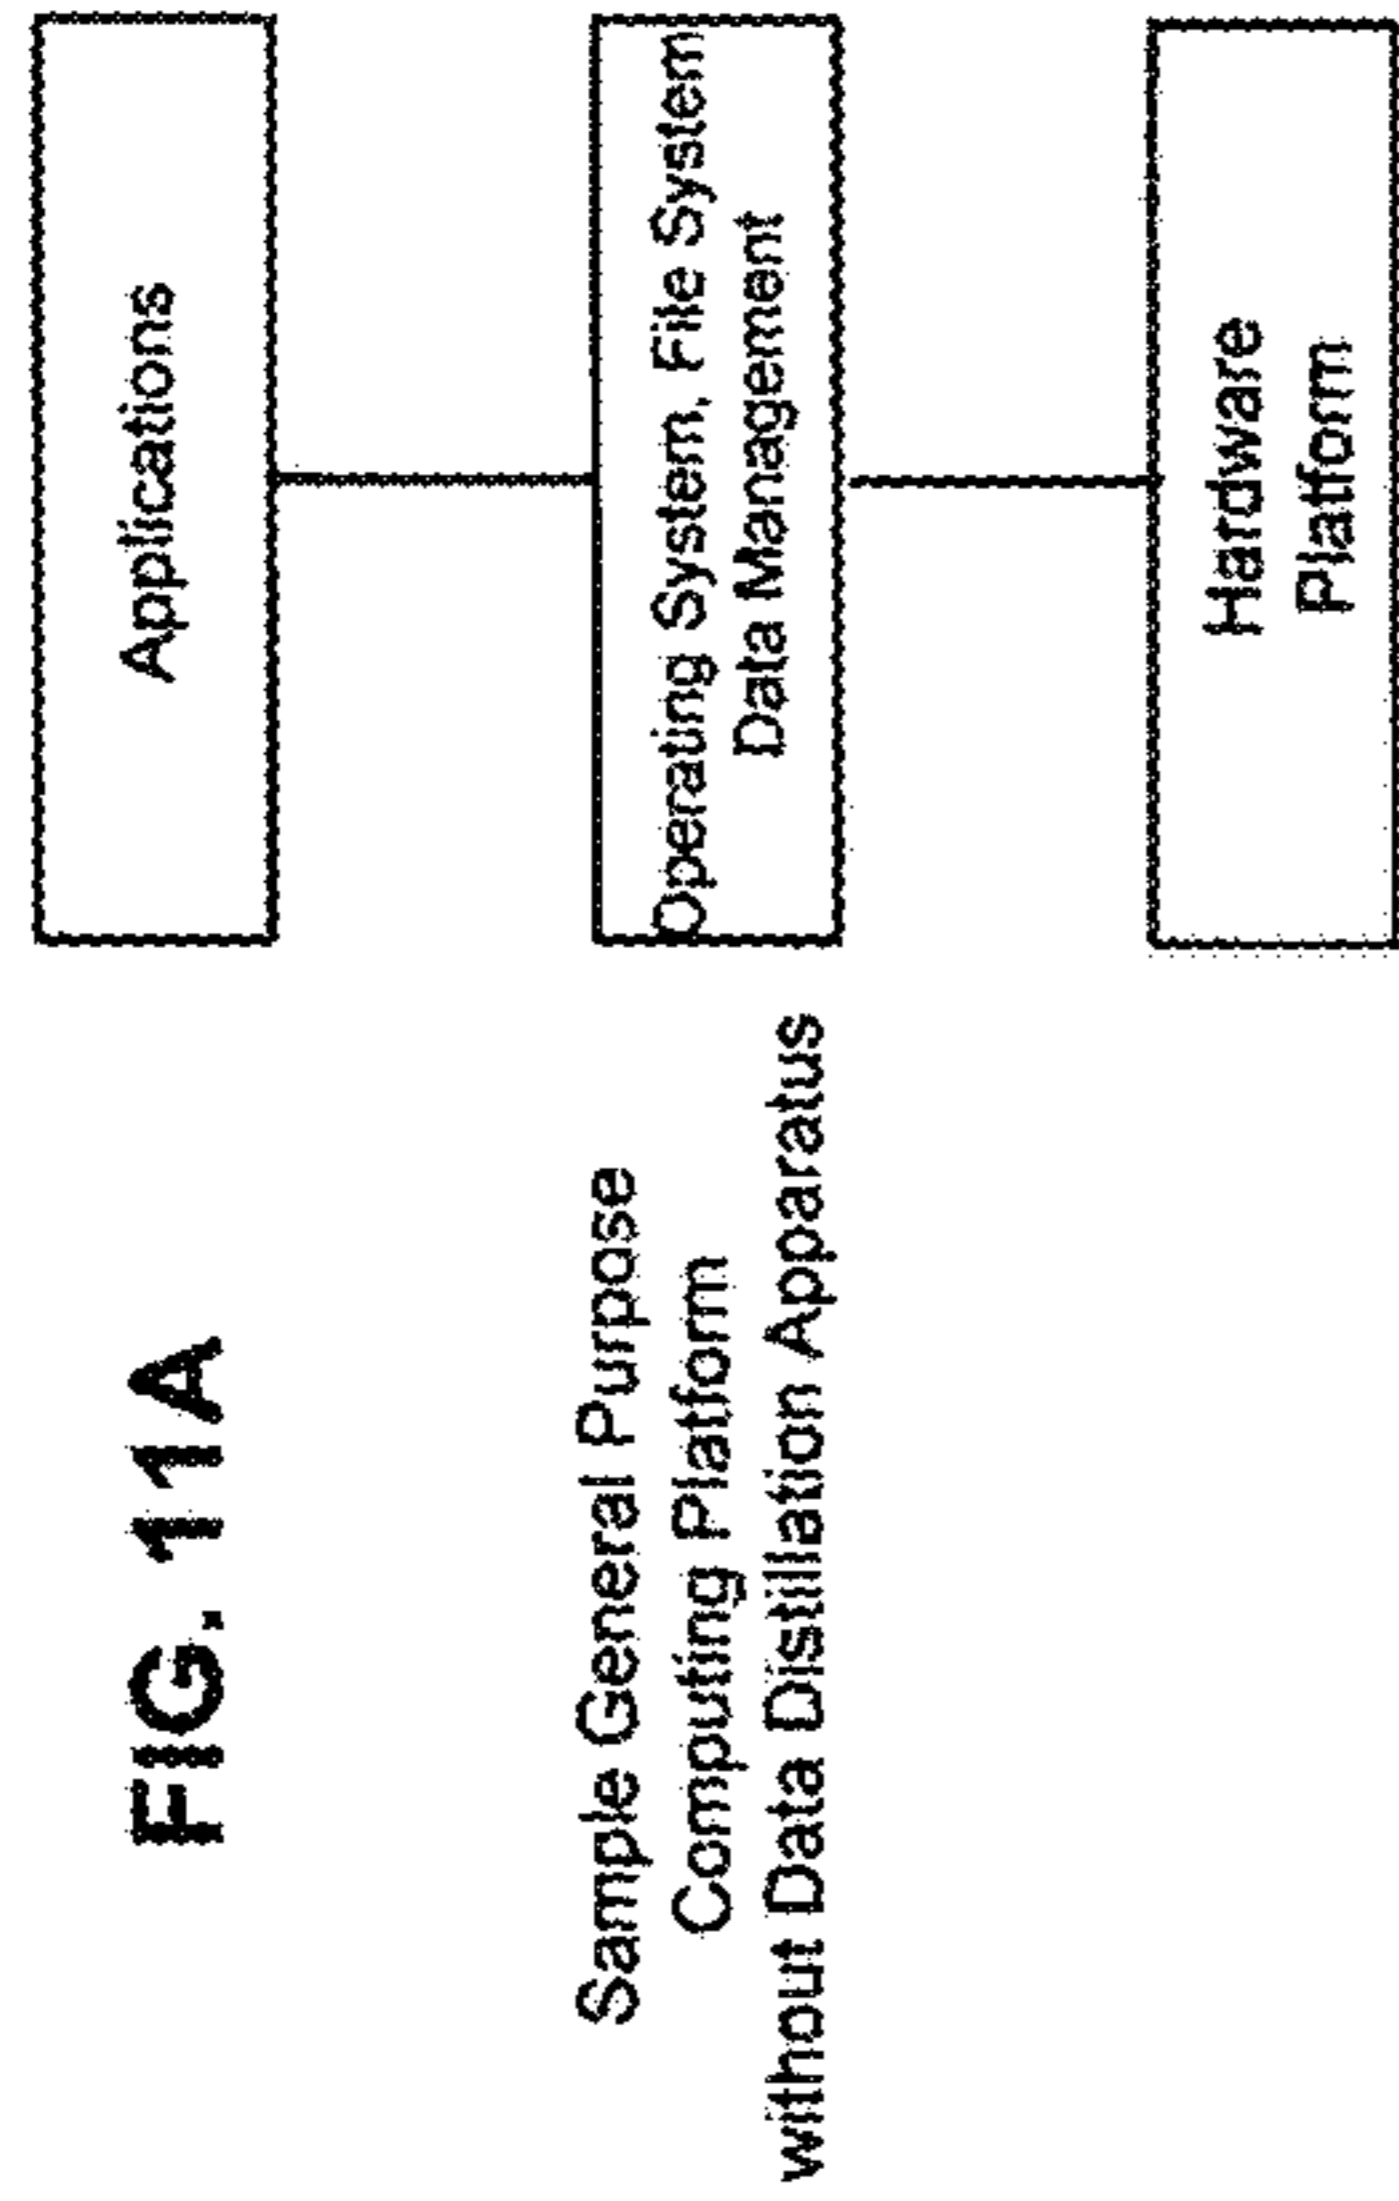 FIG. 11A
Sample General Purpose
Computing Platform
without Data Distillation Apparatus
Applications
Operating System, File System
Data Management
Hardware
Platform